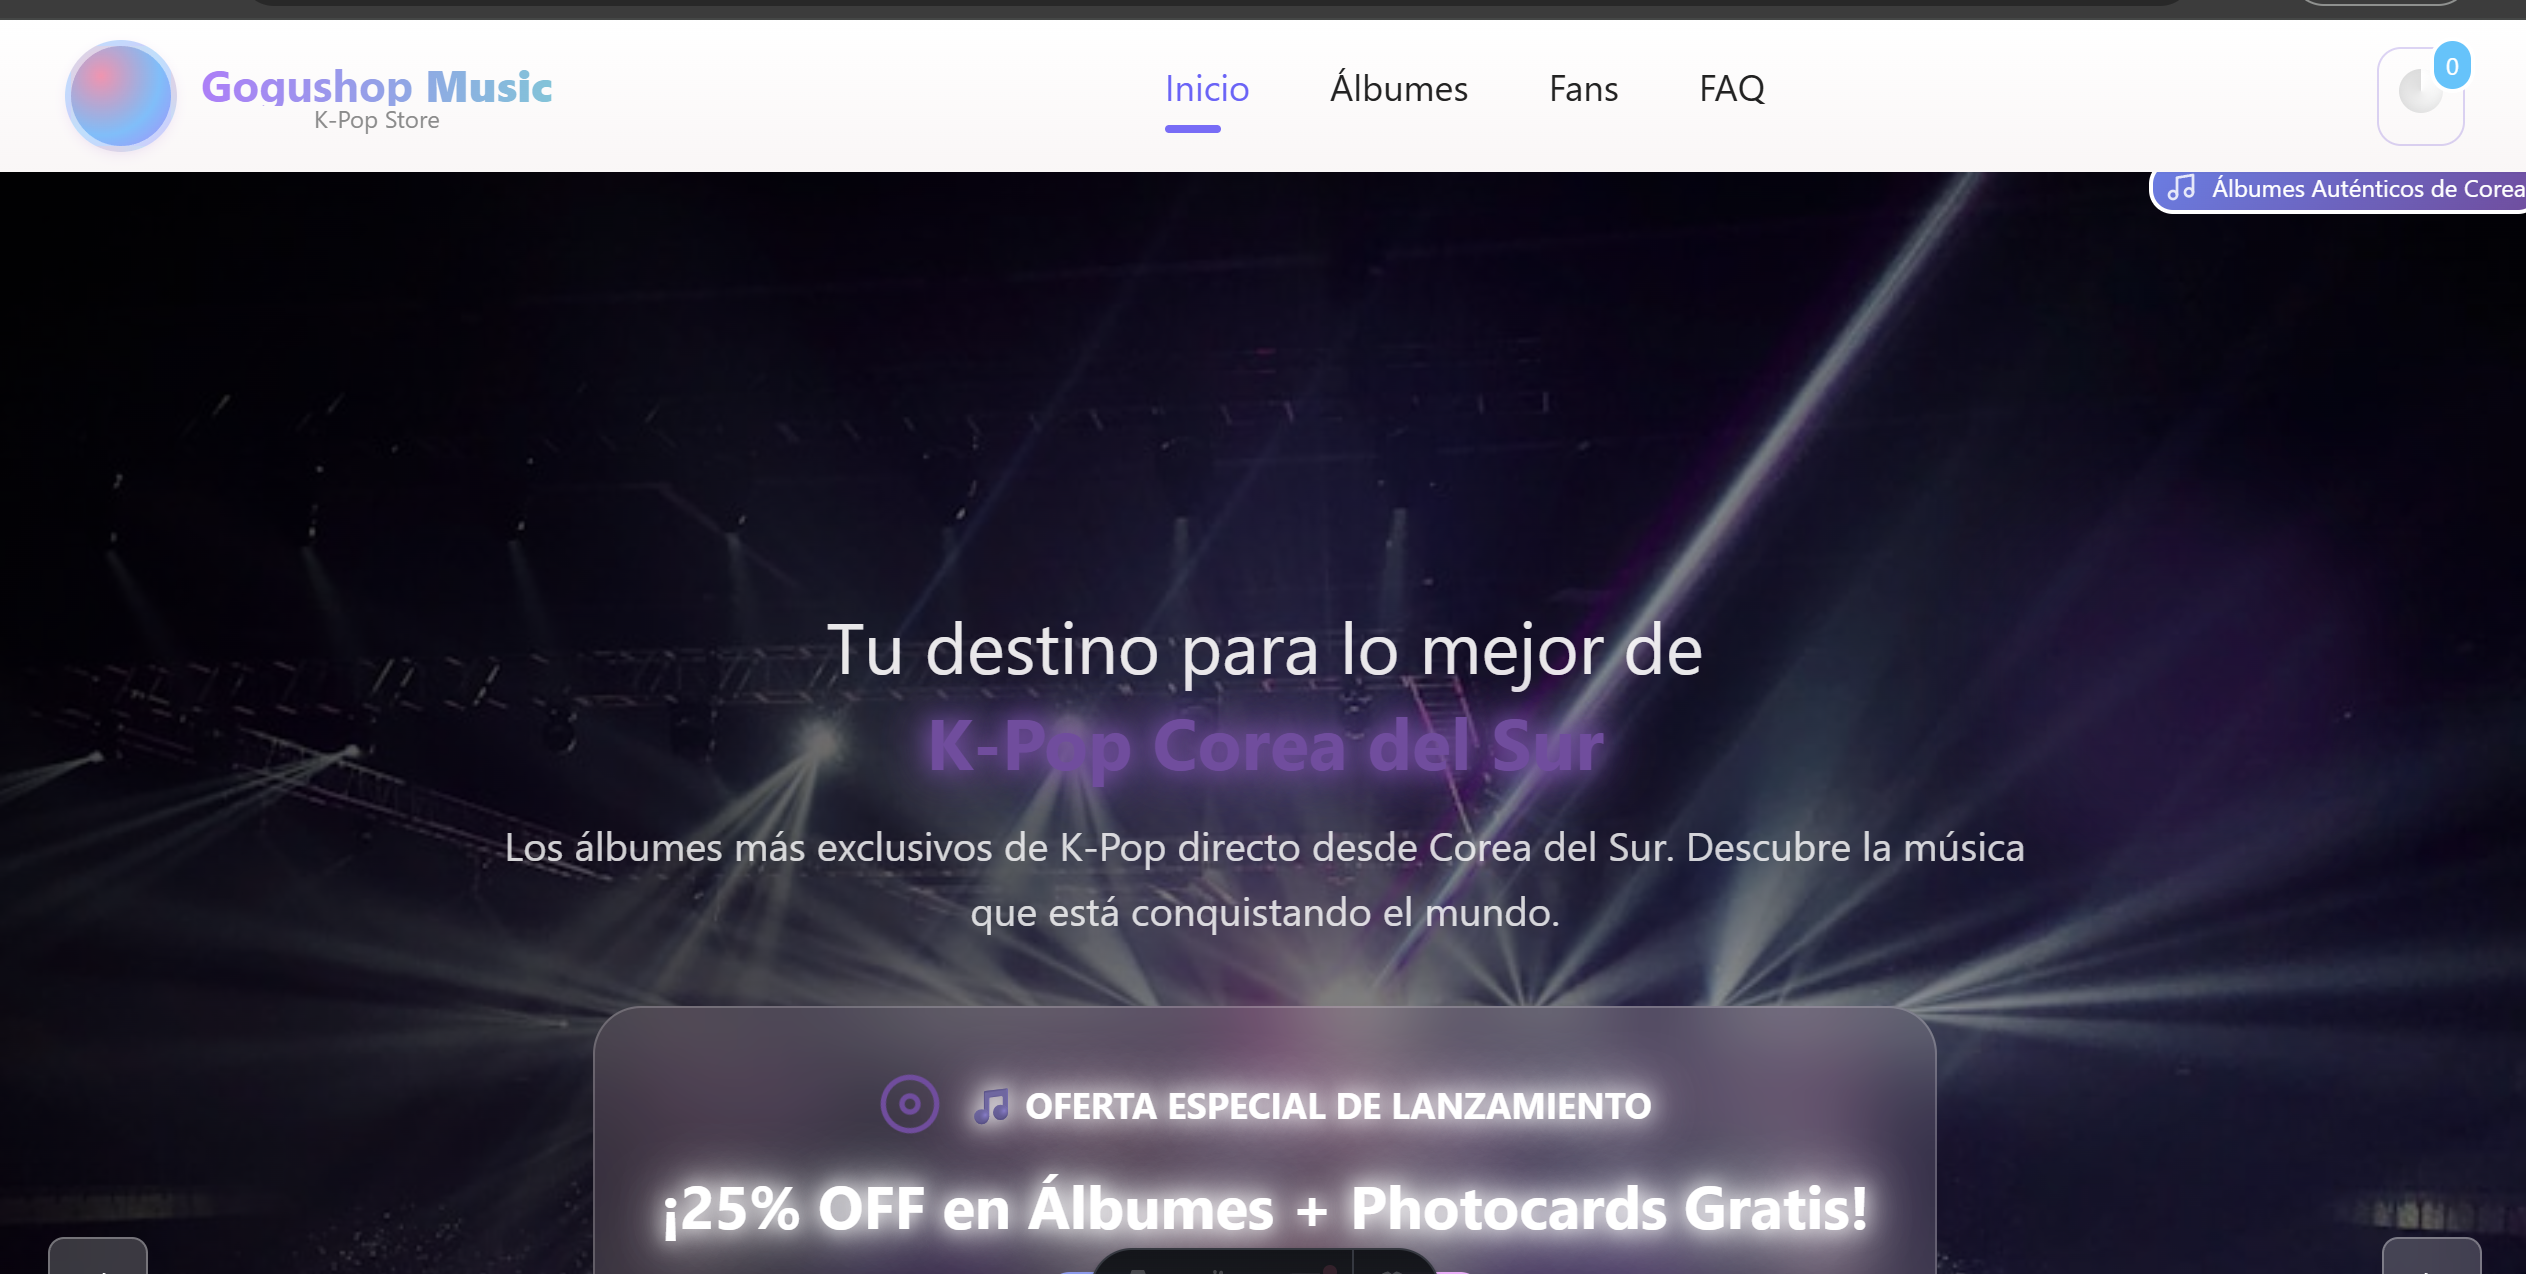 Gogushop Music
K-Pop Store
Inicio
Álbumes
Fans
FAQ
0
Álbumes Auténticos de Corea
Tu destino para lo mejor de
K-Pop Corea del Sur
Los álbumes más exclusivos de K-Pop directo desde Corea del Sur. Descubre la música
que está conquistando el mundo.
OFERTA ESPECIAL DE LANZAMIENTO
¡25% OFF en Álbumes + Photocards Gratis!